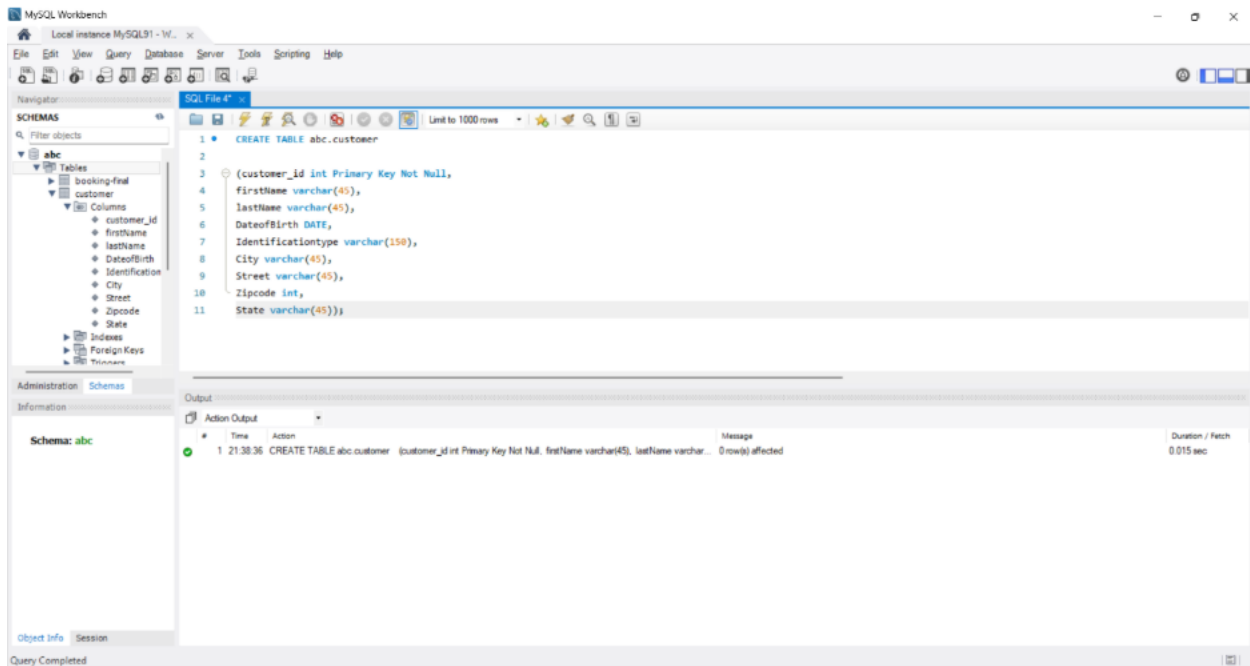 MySQL Workbench
Local instance MySQL91 - W...
File Edit View Query Database Server Tools Scripting Help
Navigator
SQL File 4*
SCHEMAS
Limit to 1000 rows
Filter objects
abc
Tables
booking-final
customer
Columns
customer_id
firstName
lastName
DateofBirth
Identification
City
Street
Zipcode
State
Indexes
Foreign Keys
Triggers
1 CREATE TABLE abc.customer
2
3 (customer_id int Primary Key Not Null,
4 firstName varchar(45),
5 lastName varchar(45),
6 DateofBirth DATE,
7 Identificationtype varchar(150),
8 City varchar(45),
9 Street varchar(45),
10 Zipcode int,
11 State varchar(45));
Administration Schemas
Information
Schema: abc
Output
Action Output
# Time Action Message Duration / Fetch
1 21:38:36 CREATE TABLE abc.customer (customer_id int Primary Key Not Null, firstName varchar(45), lastName varchar... 0 row(s) affected 0.015 sec
Object Info Session
Query Completed